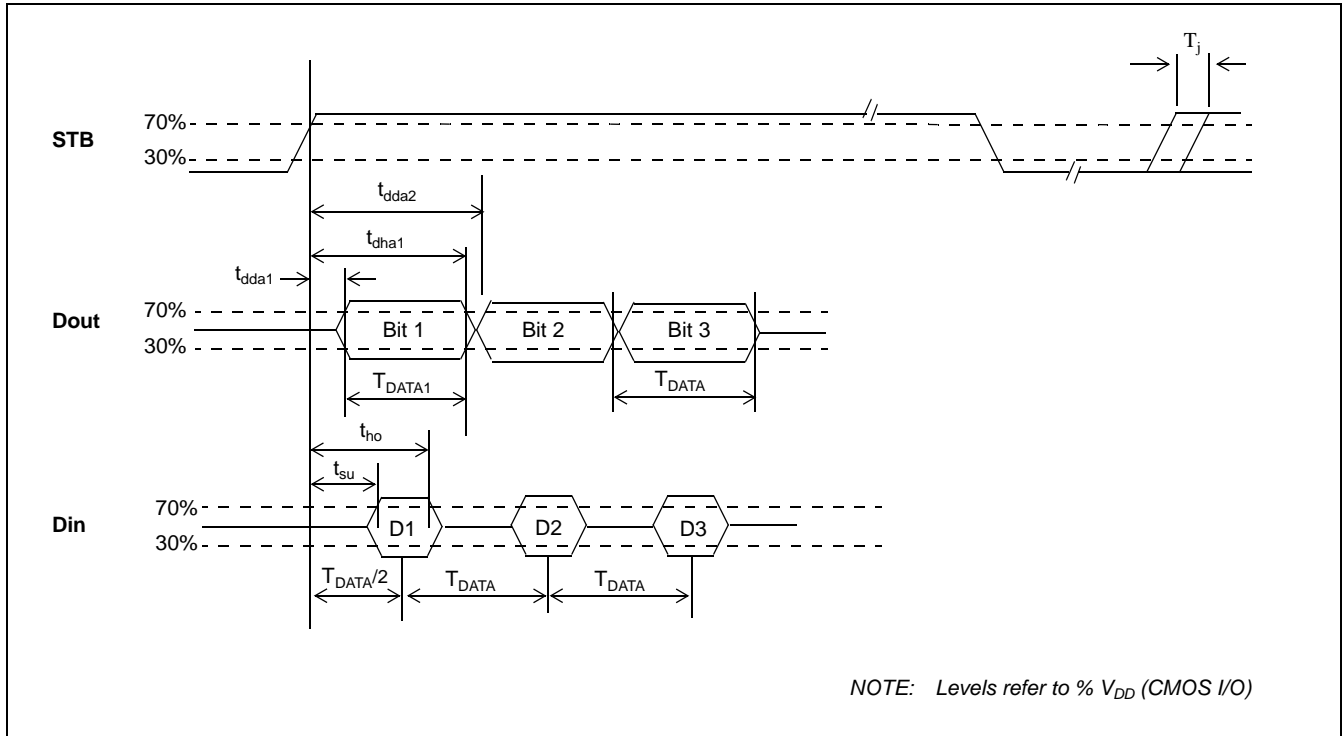 Tj
70%
STB
30%
tdda2
tdha1
tdda1
70%
Dout
Bit 1
Bit 2
Bit 3
30%
TDATA1
TDATA
tho
tsu
70%
Din
D1
D2
D3
30%
TDATA/2
TDATA
TDATA
NOTE: Levels refer to % VDD (CMOS I/O)